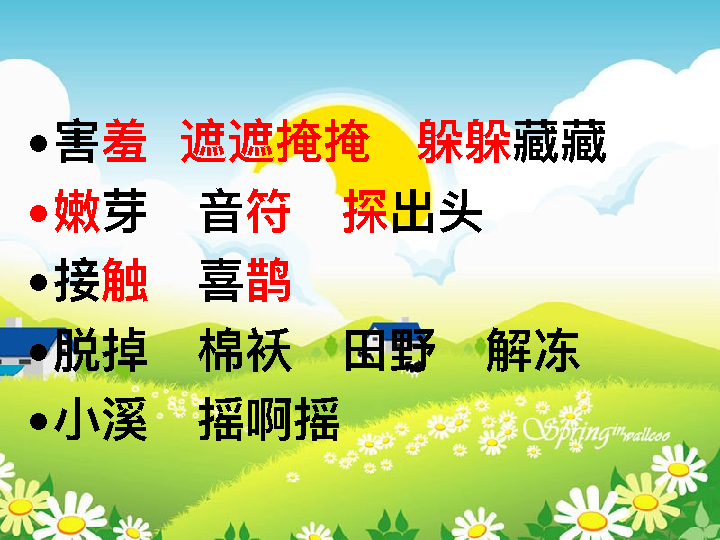 •害羞 遮遮掩掩 躲躲藏藏
•嫩芽 音符 探出头
•接触 喜鹊
•脱掉 棉袄 田野 解冻
•小溪 摇啊摇
Spring in wallcoo